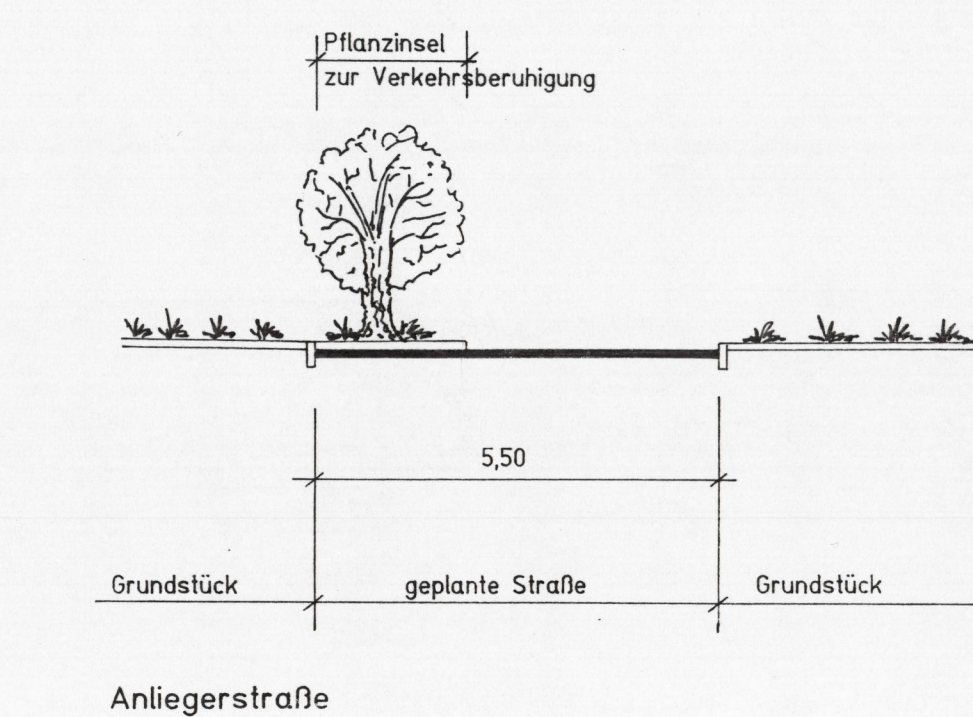 Pflanzinsel
zur Verkehrsberuhigung
5,50
Grundstück geplante Straße Grundstück
Anliegerstraße